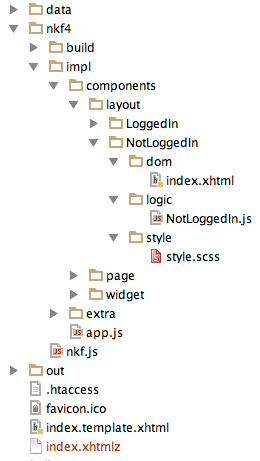 data
nkf4
build
impl
components
layout
LoggedIn
NotLoggedIn
dom
index.xhtml
logic
NotLoggedIn.js
style
style.scss
page
widget
extra
app.js
nkf.js
out
.htaccess
favicon.ico
index.template.xhtml
index.xhtmlz